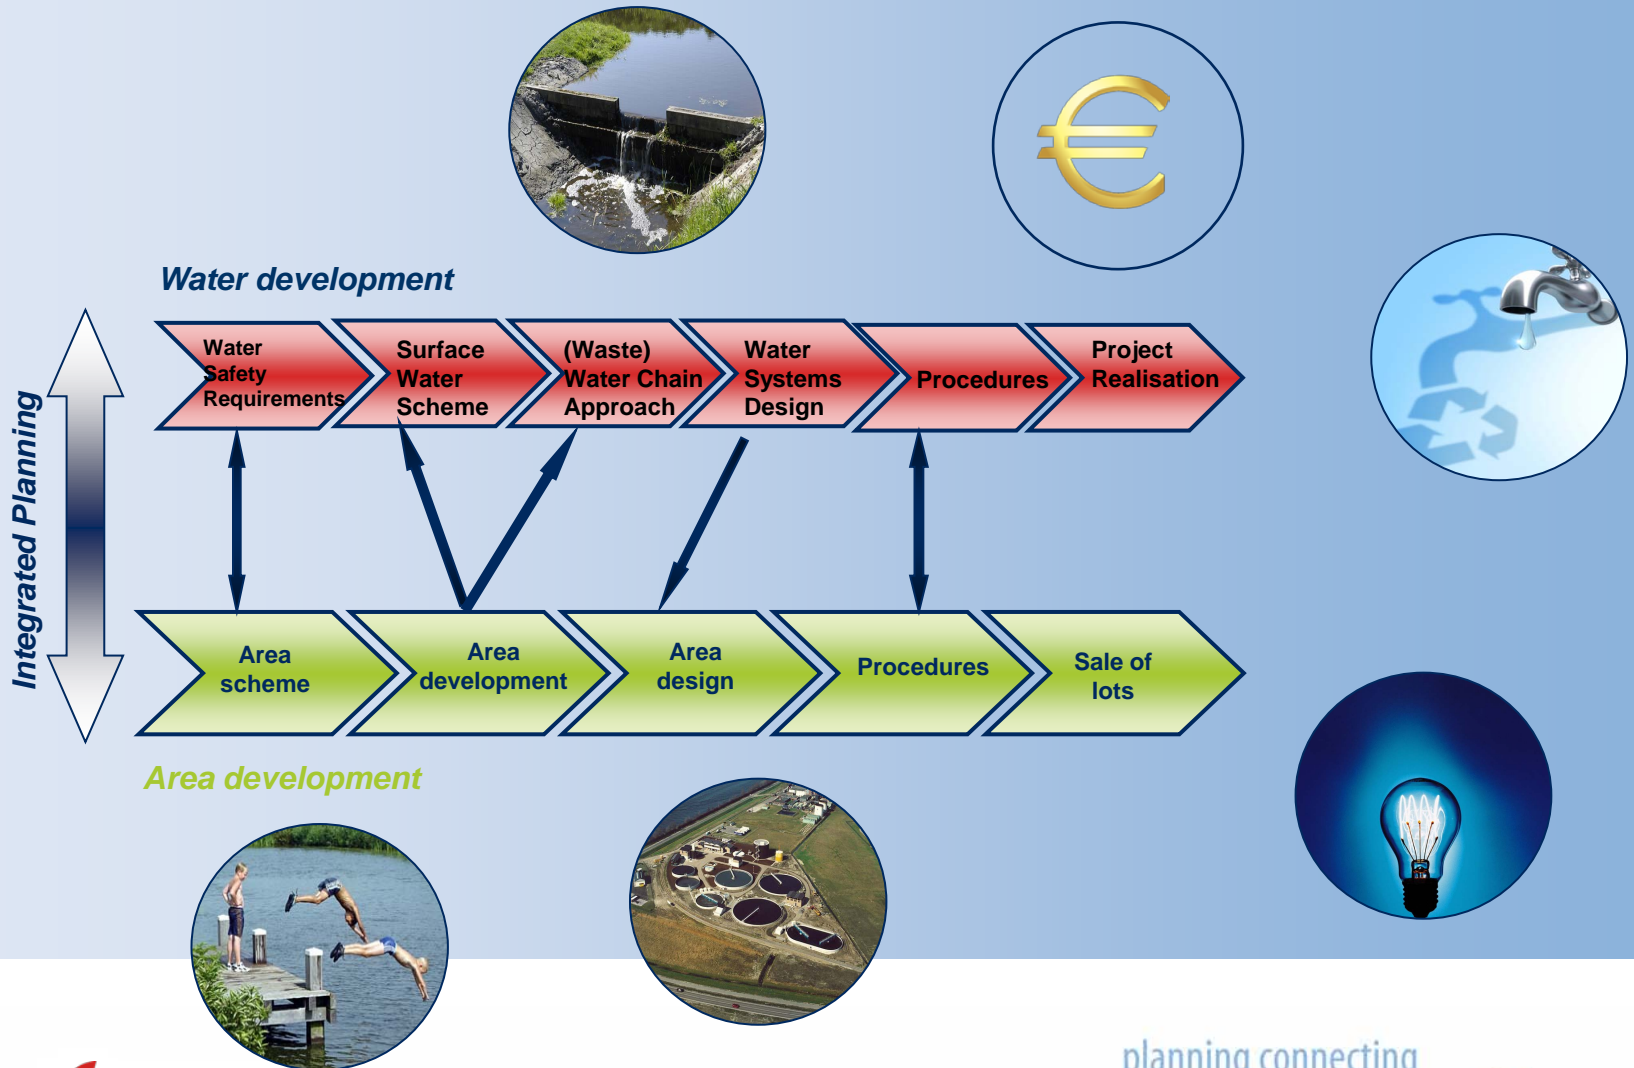 Water development
Integrated Planning
Water
Safety
Requirements
Surface
Water
Scheme
(Waste)
Water Chain
Approach
Water
Systems
Design
Procedures
Project
Realisation
Area
scheme
Area
development
Area
design
Procedures
Sale of
lots
Area development
planning connecting